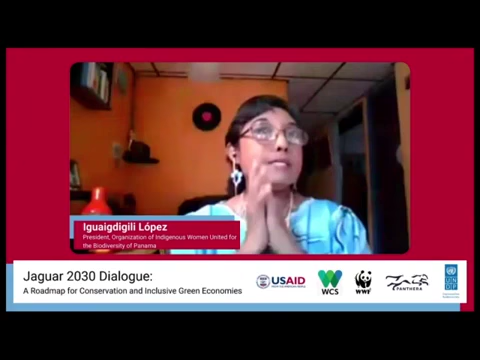 Iguaigdigili López
President, Organization of Indigenous Women United for
the Biodiversity of Panama
Jaguar 2030 Dialogue:
A Roadmap for Conservation and Inclusive Green Economies
USAID
WCS
WWF
PANTHERA